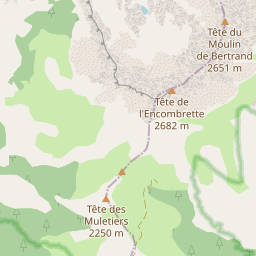 Tête du
Moulin
de Bertrand
2651 m
Tête de
l'Encombrette
2682 m
Tête des
Muletiers
2250 m